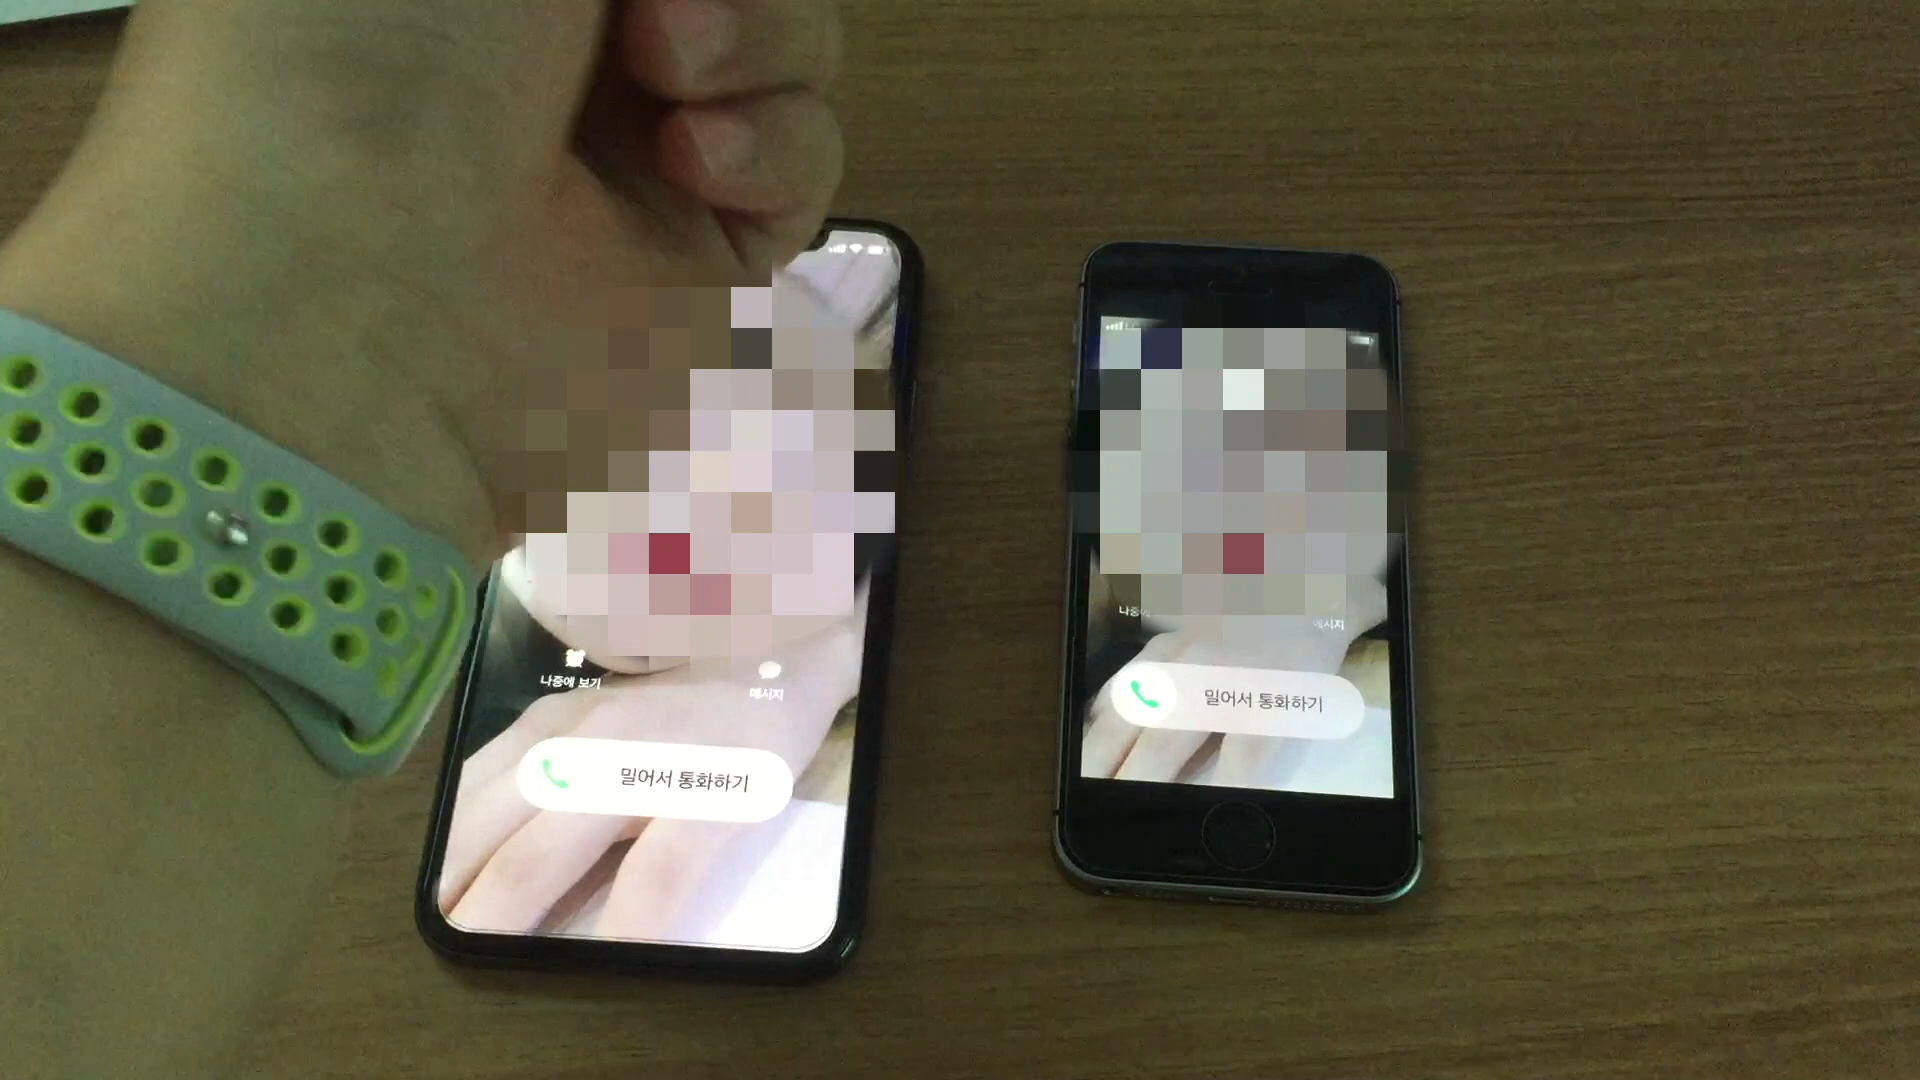 나중에 보기
메시지
밀어서 통화하기
메시지
밀어서 통화하기